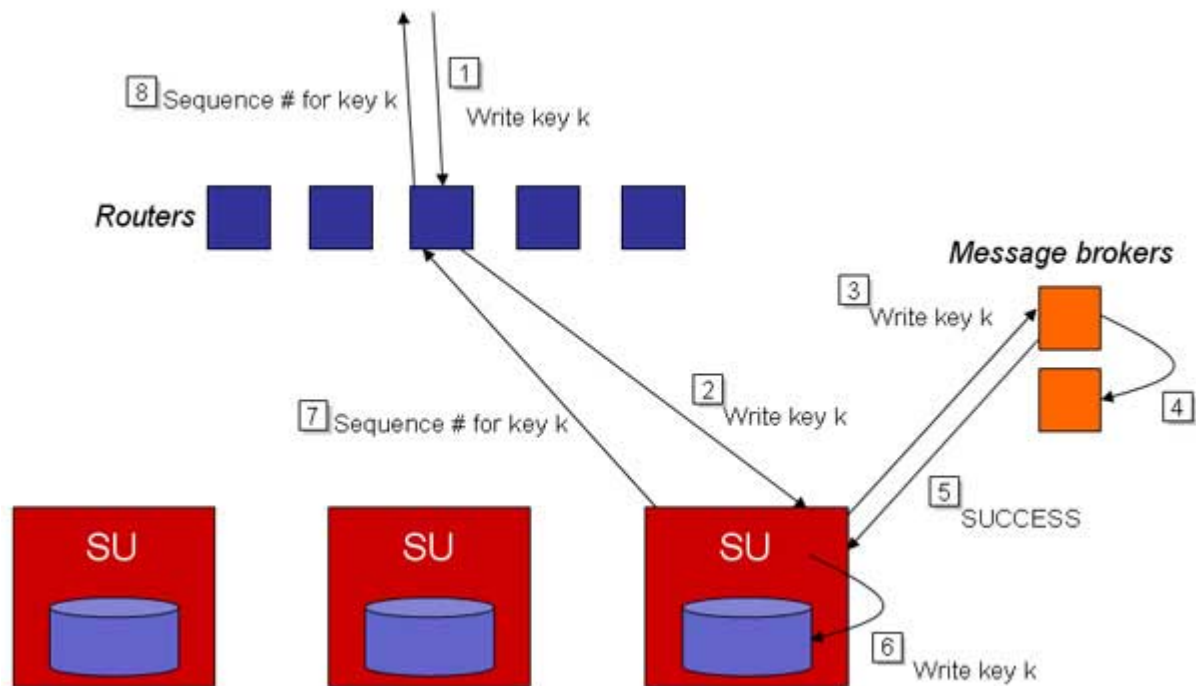 1
8 Sequence # for key k
Write key k
Routers
Message brokers
3
Write key k
2
Write key k
4
7 Sequence # for key k
5
SUCCESS
SU
SU
SU
6
Write key k